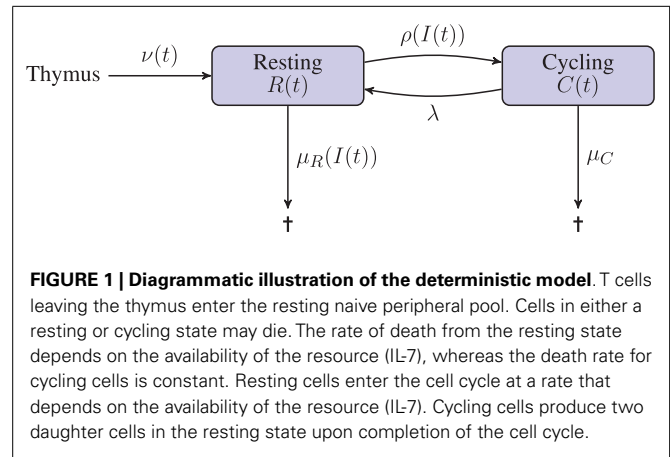 Thymus
ν(t)
Resting
R(t)
ρ(I(t))
λ
Cycling
C(t)
μ_R(I(t))
μ_C
†
†
FIGURE 1 | Diagrammatic illustration of the deterministic model. T cells
leaving the thymus enter the resting naive peripheral pool. Cells in either a
resting or cycling state may die. The rate of death from the resting state
depends on the availability of the resource (IL-7), whereas the death rate for
cycling cells is constant. Resting cells enter the cell cycle at a rate that
depends on the availability of the resource (IL-7). Cycling cells produce two
daughter cells in the resting state upon completion of the cell cycle.